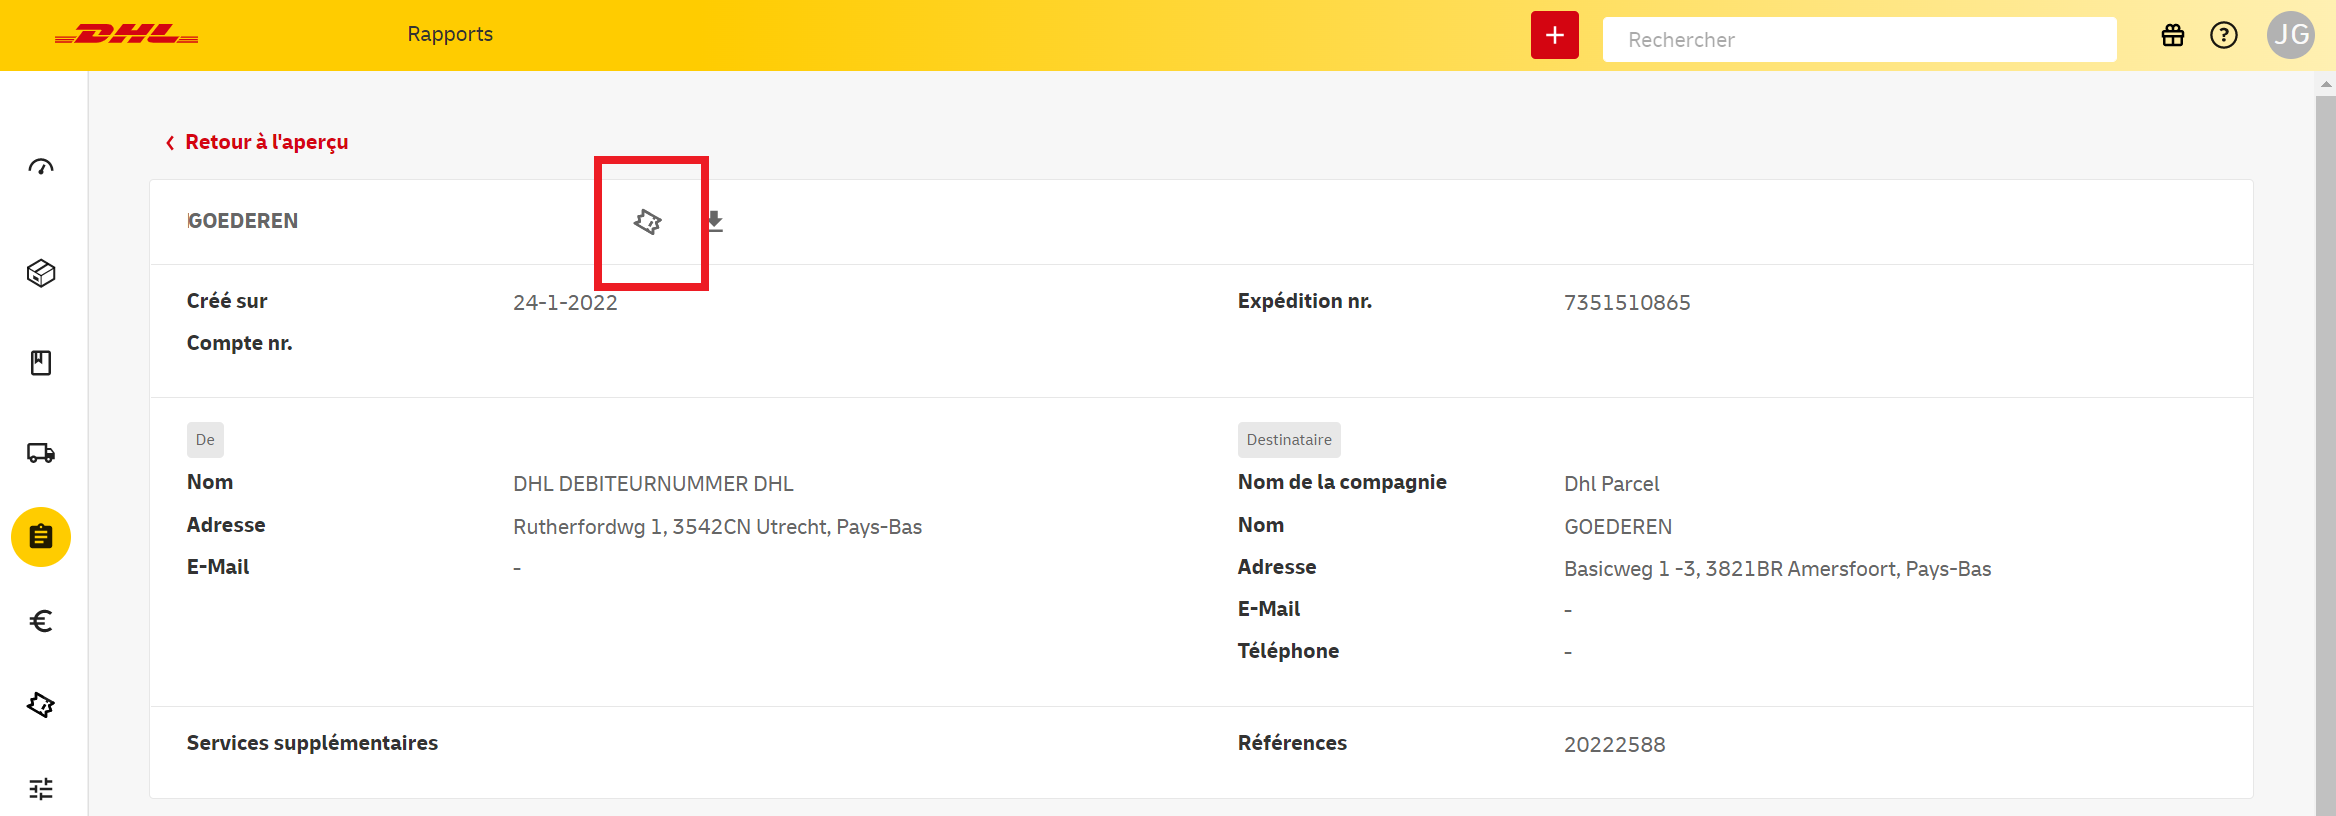 DHL
Rapports
+
Rechercher
?
JG
Retour à l'aperçu
GOEDEREN
Créé sur
24-1-2022
Expédition nr.
7351510865
Compte nr.
De
Destinataire
Nom
DHL DEBITEURNUMMER DHL
Nom de la compagnie
Dhl Parcel
Adresse
Rutherfordwg 1, 3542CN Utrecht, Pays-Bas
Nom
GOEDEREN
E-Mail
-
Adresse
Basicweg 1 -3, 3821BR Amersfoort, Pays-Bas
E-Mail
-
Téléphone
-
Services supplémentaires
Références
20222588